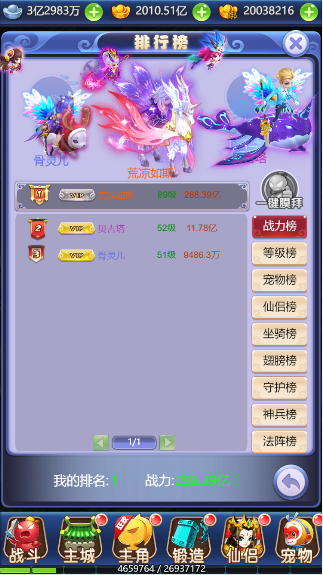 3亿2983万 2010.51亿 20038216
排行榜
骨灵儿
荒凉如斯
一键膜拜
VIP 89级 288.39亿
2 VIP 贝吉塔 52级 11.78亿
3 VIP 骨灵儿 51级 9486.3万
战力榜
等级榜
宠物榜
仙侣榜
坐骑榜
翅膀榜
守护榜
神兵榜
法阵榜
1/1
我的排名:1 战力:288.39亿
战斗 主城 主角 锻造 仙侣 宠物
4659764 / 26937172